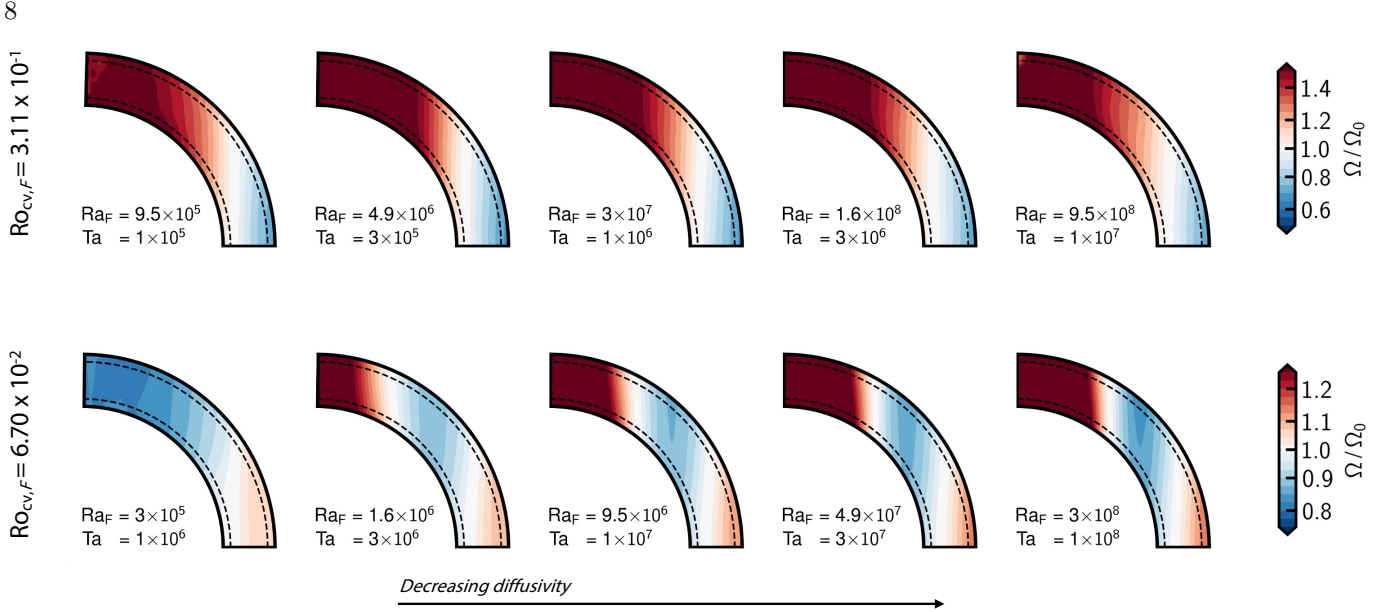 8
Ro_cv,F = 3.11 x 10^-1
Ra_F = 9.5×10^5
Ta = 1×10^5
Ra_F = 4.9×10^6
Ta = 3×10^5
Ra_F = 3×10^7
Ta = 1×10^6
Ra_F = 1.6×10^8
Ta = 3×10^6
Ra_F = 9.5×10^8
Ta = 1×10^7
1.4
1.2
1.0
0.8
0.6
Ω / Ω_0
Ro_cv,F = 6.70 x 10^-2
Ra_F = 3×10^5
Ta = 1×10^6
Ra_F = 1.6×10^6
Ta = 3×10^6
Ra_F = 9.5×10^6
Ta = 1×10^7
Ra_F = 4.9×10^7
Ta = 3×10^7
Ra_F = 3×10^8
Ta = 1×10^8
1.2
1.1
1.0
0.9
0.8
Ω / Ω_0
Decreasing diffusivity